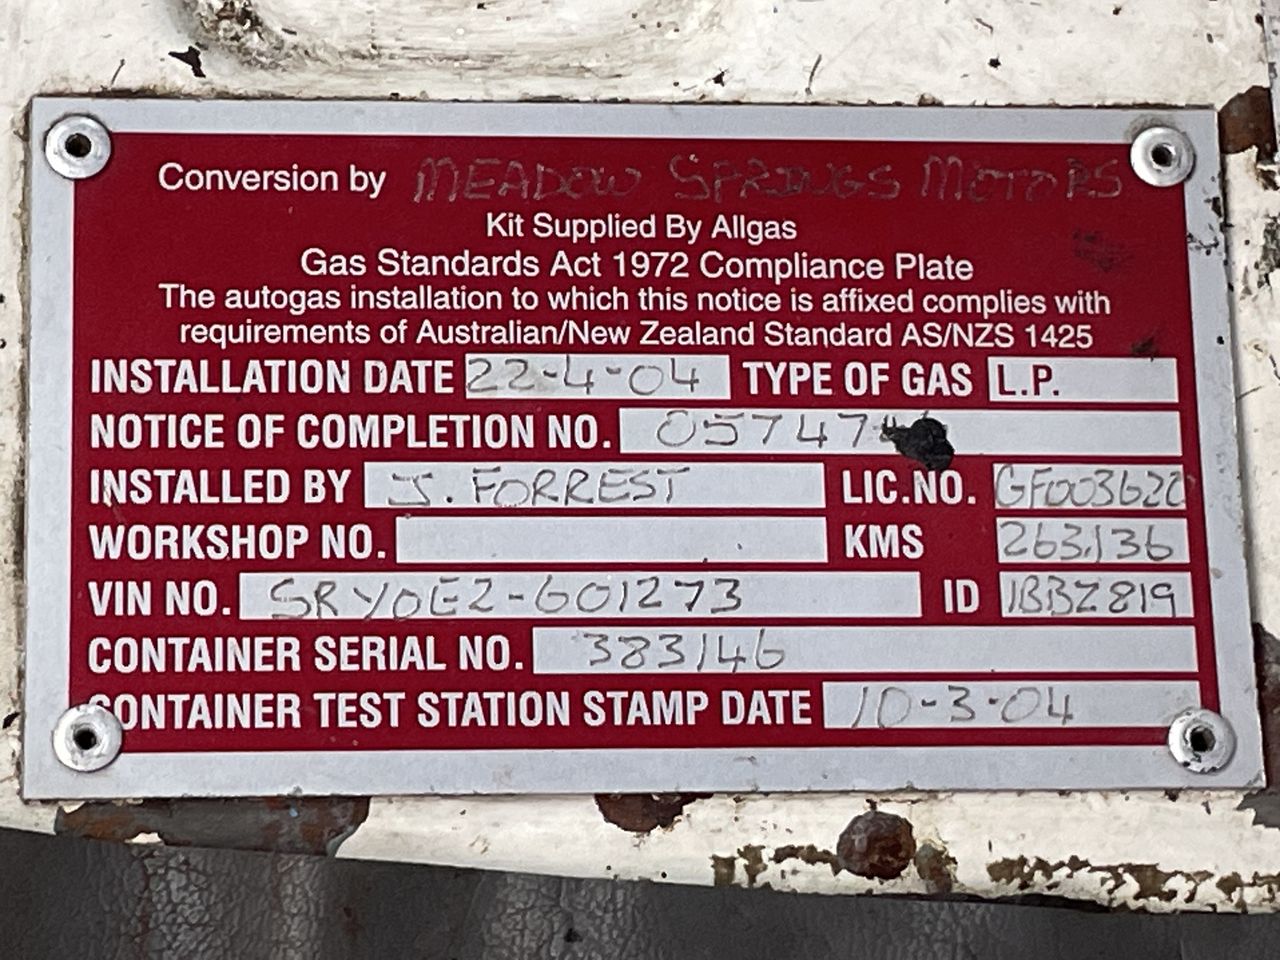 Conversion by MEADOW SPRINGS MOTORS
Kit Supplied By Allgas
Gas Standards Act 1972 Compliance Plate
The autogas installation to which this notice is affixed complies with
requirements of Australian/New Zealand Standard AS/NZS 1425
INSTALLATION DATE 22-4-04 TYPE OF GAS L.P.
NOTICE OF COMPLETION NO.
INSTALLED BY J. FORREST LIC.NO.
WORKSHOP NO. KMS 263,136
VIN NO. SRYOE2-601273 ID 1BBZ819
CONTAINER SERIAL NO. 383146
CONTAINER TEST STATION STAMP DATE 10-3-04